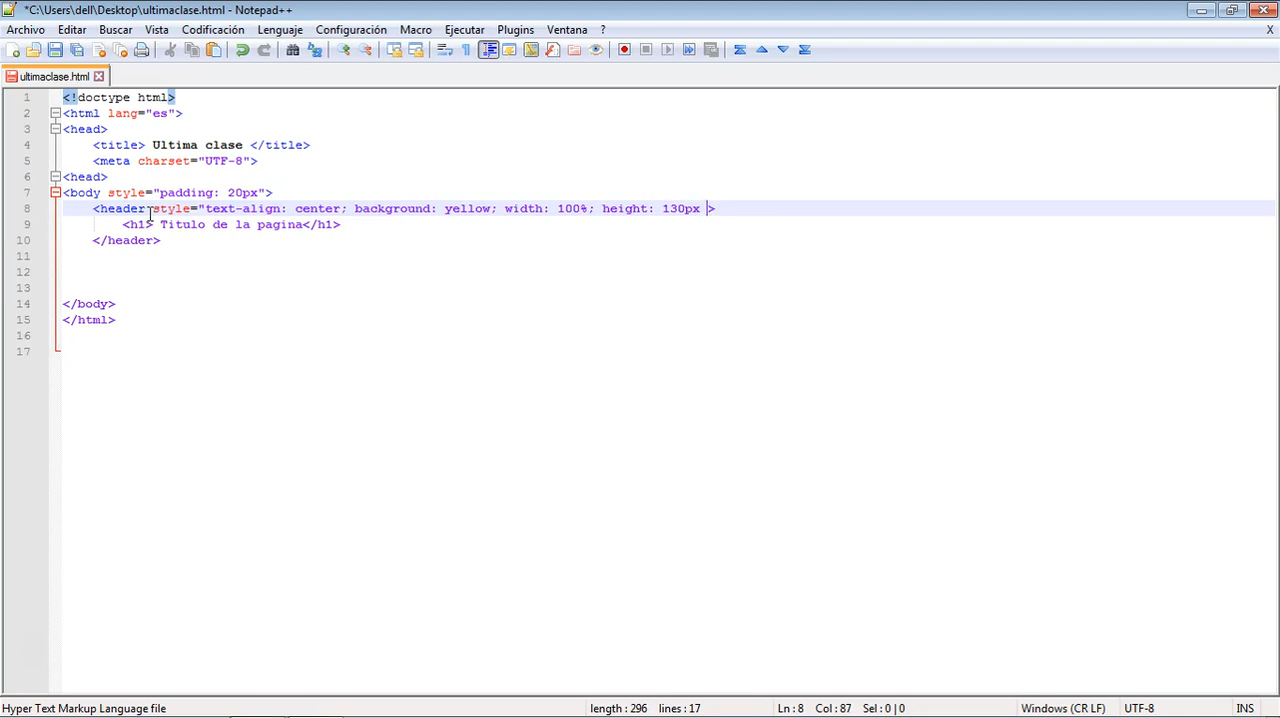 *C:\Users\dell\Desktop\ultimaclase.html - Notepad++
Archivo Editar Buscar Vista Codificación Lenguaje Configuración Macro Ejecutar Plugins Ventana ? X
ultimaclase.html
1 <!doctype html>
2 <html lang="es">
3 <head>
4 <title> Ultima clase </title>
5 <meta charset="UTF-8">
6 <head>
7 <body style="padding: 20px">
8 <header style="text-align: center; background: yellow; width: 100%; height: 130px >
9 <h1> Titulo de la pagina</h1>
10 </header>
11
12
13
14 </body>
15 </html>
16
17
Hyper Text Markup Language file length : 296 lines : 17 Ln : 8 Col : 87 Sel : 0 | 0 Windows (CR LF) UTF-8 INS